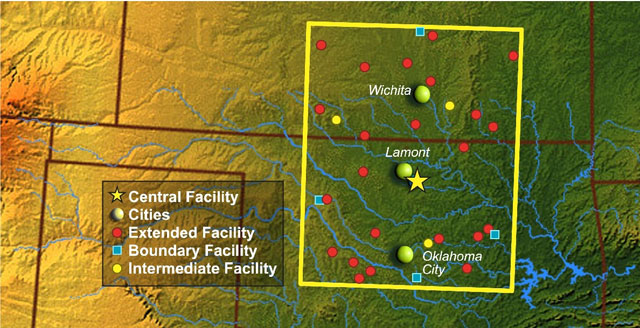 Wichita
Lamont
Central Facility
Cities
Extended Facility
Boundary Facility
Intermediate Facility
Oklahoma
City